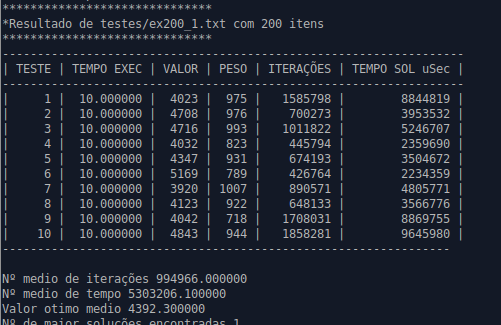 ******************************
*Resultado de testes/ex200_1.txt com 200 itens
******************************
------------------------------------------------------------------
| TESTE | TEMPO EXEC | VALOR | PESO | ITERAÇÕES | TEMPO SOL uSec |
------------------------------------------------------------------
| 1 | 10.000000 | 4023 | 975 | 1585798 | 8844819 |
| 2 | 10.000000 | 4708 | 976 | 700273 | 3953532 |
| 3 | 10.000000 | 4716 | 993 | 1011822 | 5246707 |
| 4 | 10.000000 | 4032 | 823 | 445794 | 2359690 |
| 5 | 10.000000 | 4347 | 931 | 674193 | 3504672 |
| 6 | 10.000000 | 5169 | 789 | 426764 | 2234359 |
| 7 | 10.000000 | 3920 | 1007 | 890571 | 4805771 |
| 8 | 10.000000 | 4123 | 922 | 648133 | 3566776 |
| 9 | 10.000000 | 4042 | 718 | 1708031 | 8869755 |
| 10 | 10.000000 | 4843 | 944 | 1858281 | 9645980 |
----------------------------------------------------------------
Nº medio de iterações 994966.000000
Nº medio de tempo 5303206.100000
Valor otimo medio 4392.300000
Nº de maior soluções encontradas 1